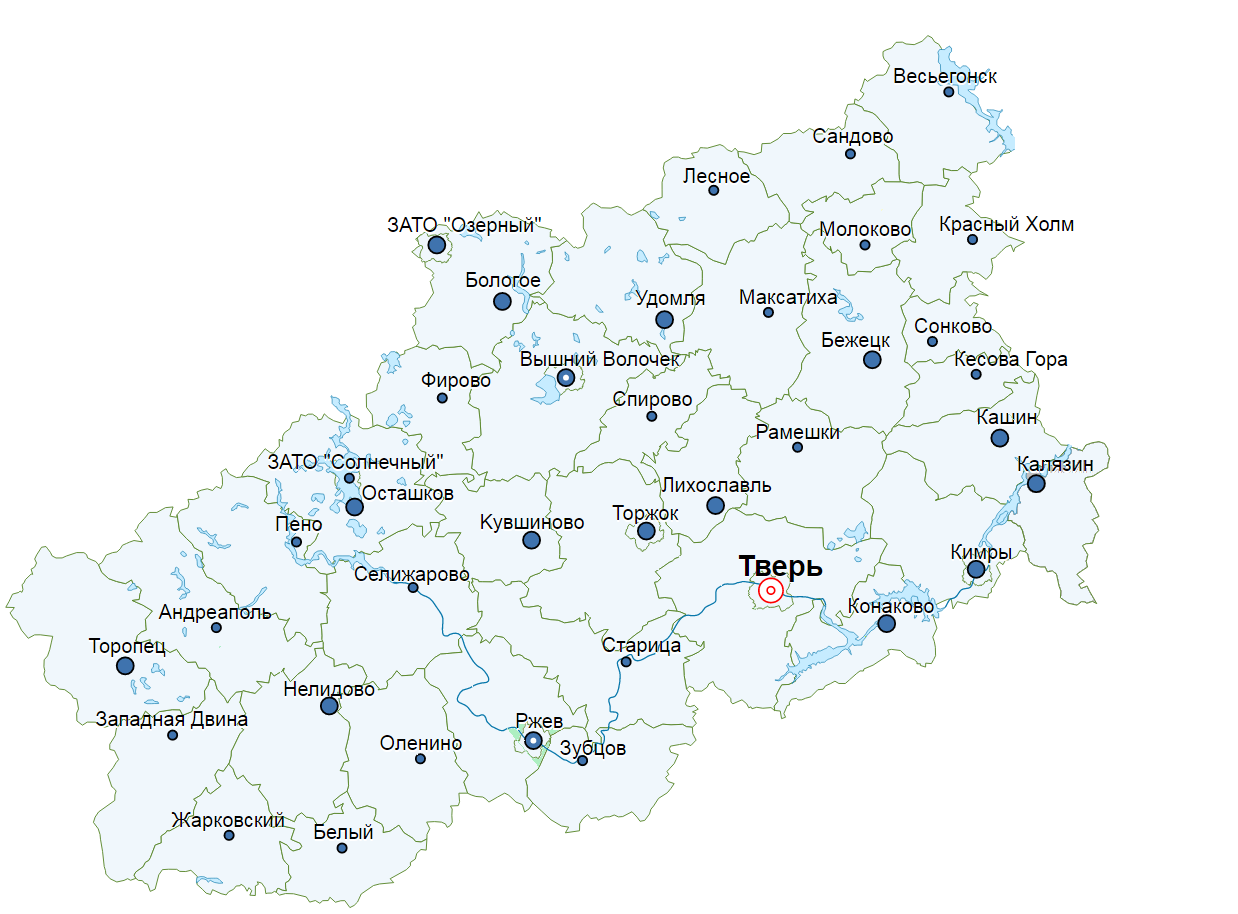 Весьегонск
Сандово
Лесное
ЗАТО "Озерный"
Молоково
Красный Холм
Бологое
Удомля
Максатиха
Сонково
Бежецк
Вышний Волочек
Кесова Гора
Фирово
Спирово
Кашин
Рамешки
ЗАТО "Солнечный"
Калязин
Осташков
Лихославль
Торжок
Пено
Кувшиново
Кимры
Тверь
Селижарово
Конаково
Андреаполь
Торопец
Старица
Нелидово
Западная Двина
Ржев
Оленино
Зубцов
Жарковский
Белый